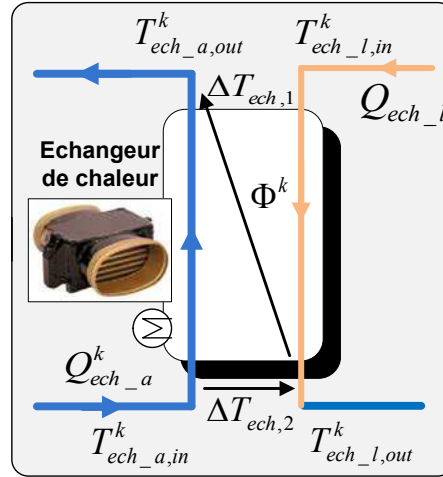 T^k_{ech_a,out}
T^k_{ech_l,in}
ΔT_{ech,1}
Q_{ech_l}
Echangeur
de chaleur
Φ^k
Q^k_{ech_a}
ΔT_{ech,2}
T^k_{ech_a,in}
T^k_{ech_l,out}